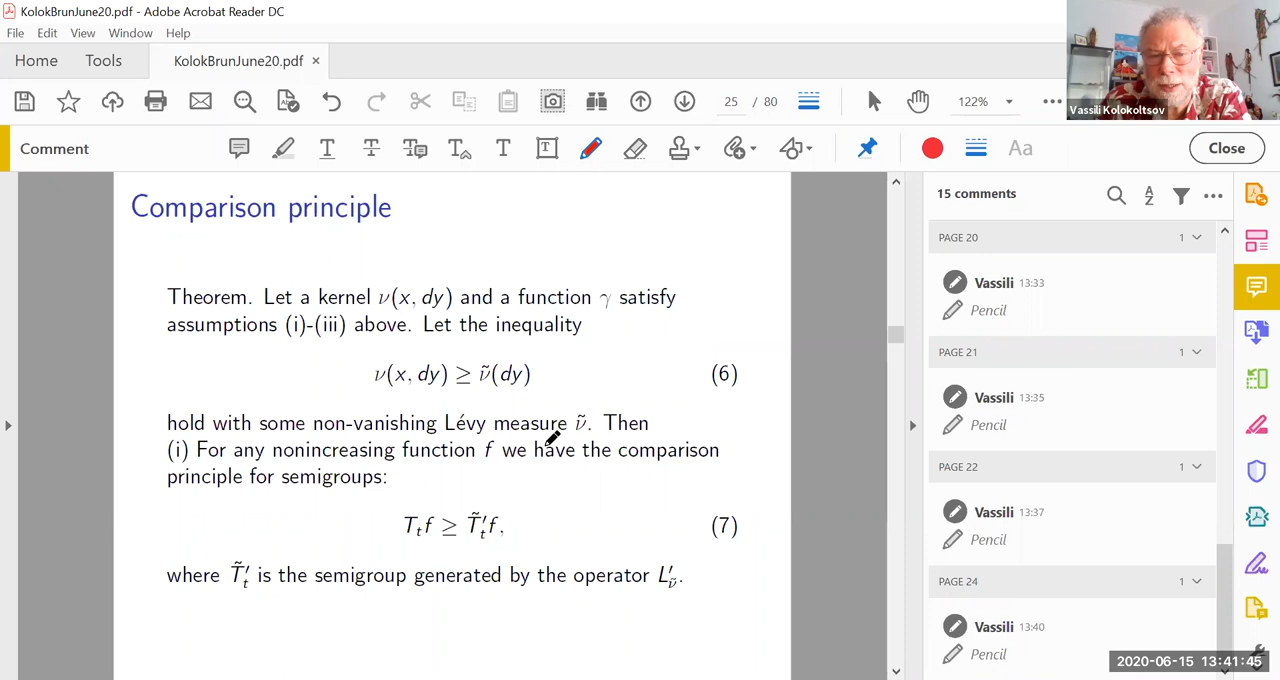 KolokBrunJune20.pdf - Adobe Acrobat Reader DC
File Edit View Window Help
Home Tools KolokBrunJune20.pdf ×
25 / 80 122%
Vassili Kolokoltsov
Comment Aa Close
Comparison principle
Theorem. Let a kernel ν(x, dy) and a function γ satisfy
assumptions (i)-(iii) above. Let the inequality
ν(x, dy) ≥ ν̃(dy) (6)
hold with some non-vanishing Lévy measure ν̃. Then
(i) For any nonincreasing function f we have the comparison
principle for semigroups:
T_t f ≥ T̃'_t f, (7)
where T̃'_t is the semigroup generated by the operator L'_ν̃.
15 comments
PAGE 20 1
Vassili 13:33
Pencil
PAGE 21 1
Vassili 13:35
Pencil
PAGE 22 1
Vassili 13:37
Pencil
PAGE 24 1
Vassili 13:40
Pencil
2020-06-15 13:41:45